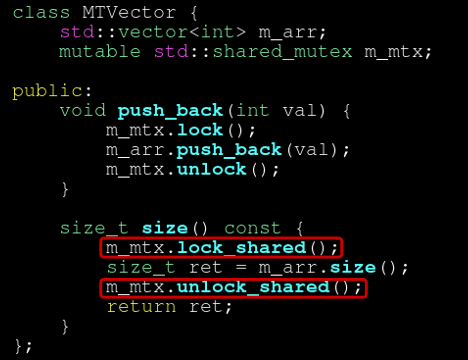 class MTVector {
    std::vector<int> m_arr;
    mutable std::shared_mutex m_mtx;

public:
    void push_back(int val) {
        m_mtx.lock();
        m_arr.push_back(val);
        m_mtx.unlock();
    }

    size_t size() const {
        m_mtx.lock_shared();
        size_t ret = m_arr.size();
        m_mtx.unlock_shared();
        return ret;
    }
};